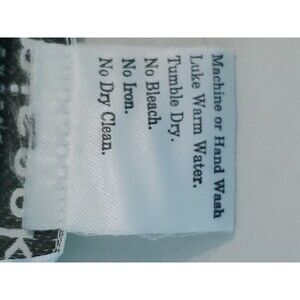 Machine or Hand Wash
Luke Warm Water.
Tumble Dry.
No Bleach.
No Iron.
No Dry Clean.